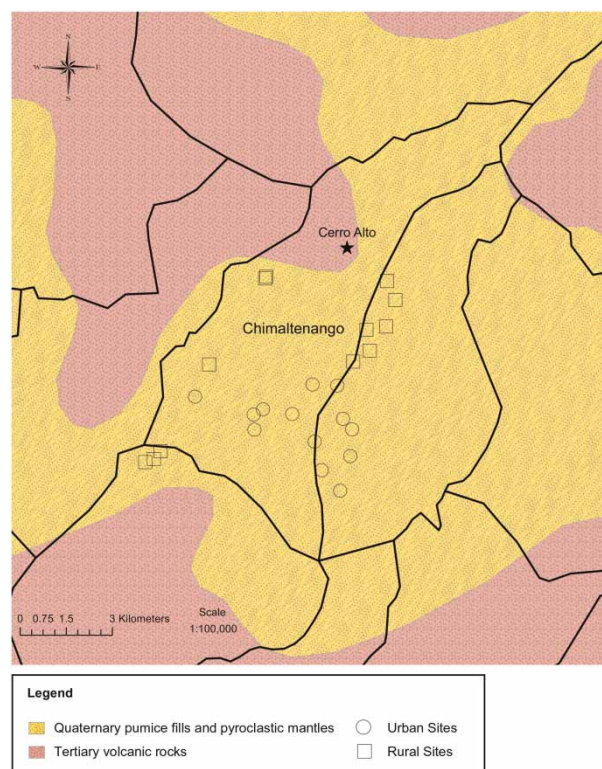 N
W E
S
Cerro Alto
Chimaltenango
0 0.75 1.5 3 Kilometers
Scale
1:100,000
Legend
Quaternary pumice fills and pyroclastic mantles
Urban Sites
Tertiary volcanic rocks
Rural Sites